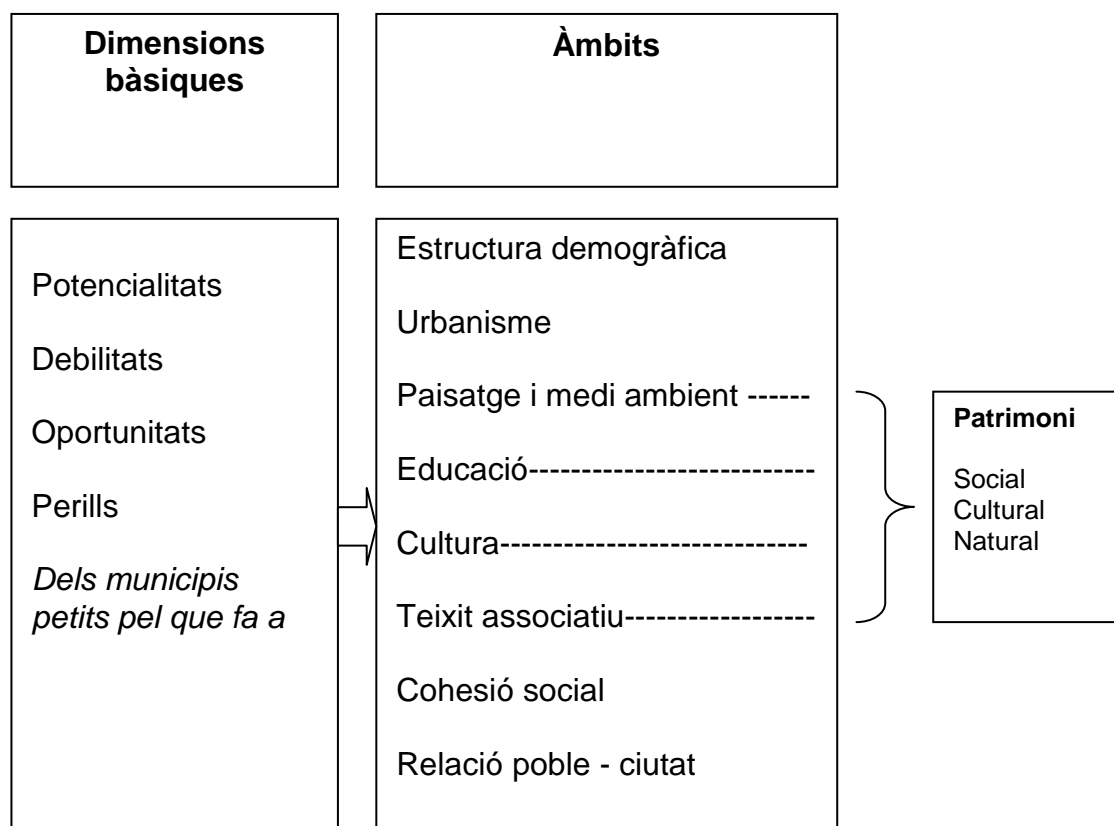 Dimensions
bàsiques
Àmbits
Potencialitats
Debilitats
Oportunitats
Perills
Dels municipis
petits pel que fa a
Estructura demogràfica
Urbanisme
Paisatge i medi ambient ------
Educació---------------------------
Cultura-----------------------------
Teixit associatiu------------------
Cohesió social
Relació poble - ciutat
Patrimoni
Social
Cultural
Natural